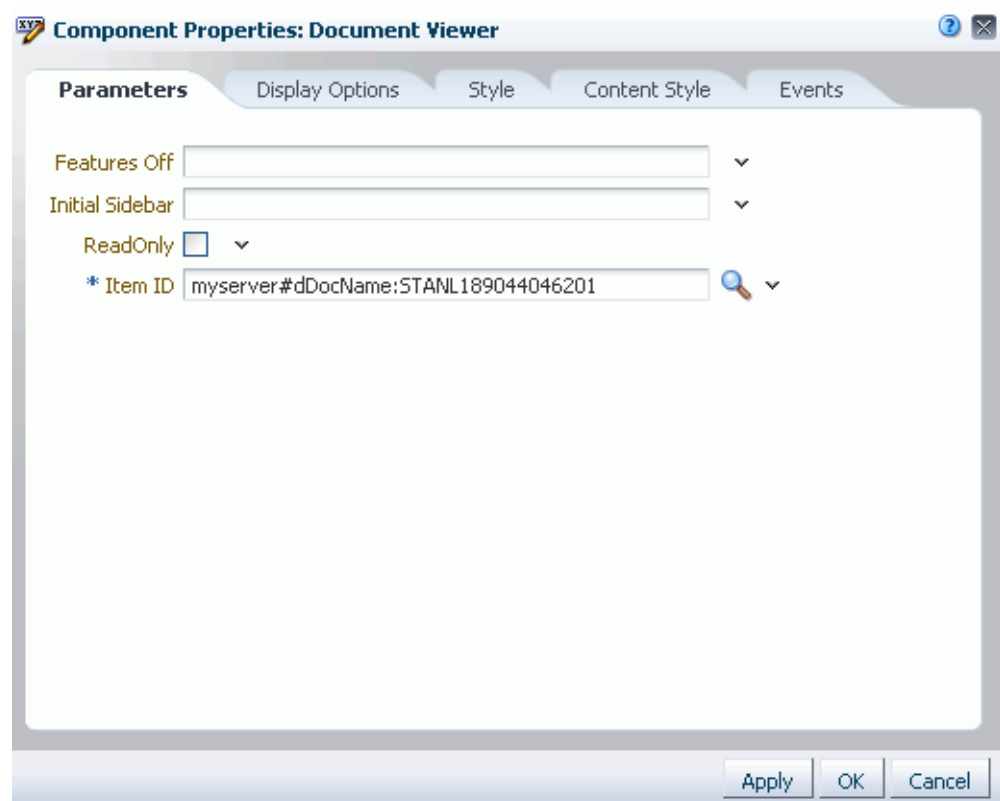 Component Properties: Document Viewer
Parameters Display Options Style Content Style Events
Features Off
Initial Sidebar
ReadOnly
* Item ID myserver#dDocName:STANL189044046201
Apply OK Cancel